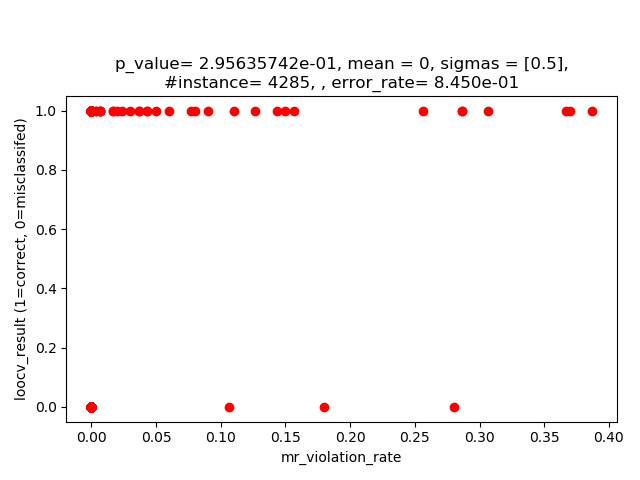 p_value= 2.95635742e-01, mean = 0, sigmas = [0.5],
#instance= 4285, , error_rate= 8.450e-01
1.0
0.8
0.6
0.4
0.2
0.0
loocv_result (1=correct, 0=misclassifed)
0.00 0.05 0.10 0.15 0.20 0.25 0.30 0.35 0.40
mr_violation_rate